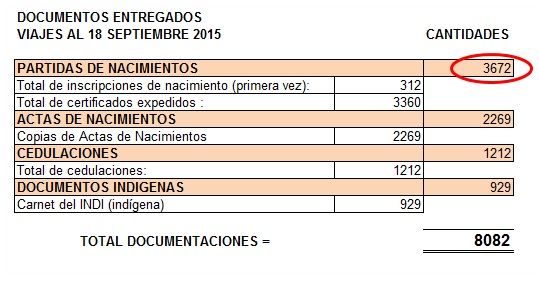 DOCUMENTOS ENTREGADOS
VIAJES AL 18 SEPTIEMBRE 2015 CANTIDADES
PARTIDAS DE NACIMIENTOS 3672
Total de inscripciones de nacimiento (primera vez): 312
Total de certificados expedidos : 3360
ACTAS DE NACIMIENTOS 2269
Copias de Actas de Nacimientos 2269
CEDULACIONES 1212
Total de cedulaciones: 1212
DOCUMENTOS INDIGENAS 929
Carnet del INDI (indígena) 929
TOTAL DOCUMENTACIONES = 8082